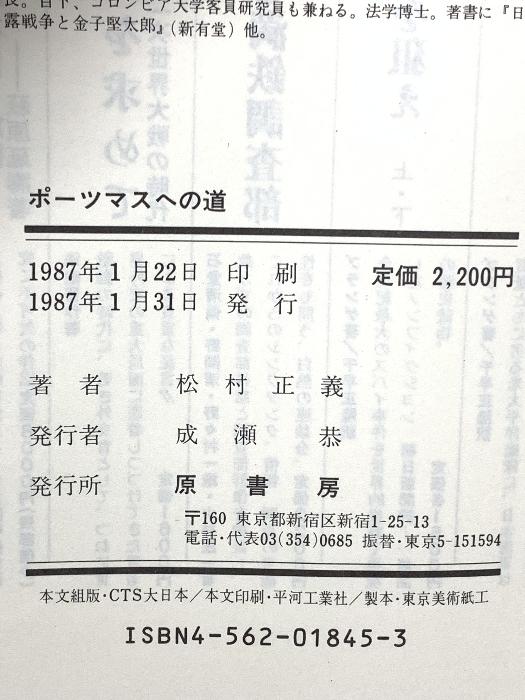 長。目下、コロンビア大学客員研究員も兼ねる。法学博士。著書に『日
露戦争と金子堅太郎』(新有堂)他。
ポーツマスへの道
1987年1月22日 印 刷 定価 2,200円
1987年1月31日 発 行
著 者 松 村 正 義
発行者 成 瀬 恭
発行所 原 書 房
〒160 東京都新宿区新宿1-25-13
電話・代表03(354)0685 振替・東京5-151594
本文組版・CTS大日本/本文印刷・平河工業社/製本・東京美術紙工
ISBN4-562-01845-3